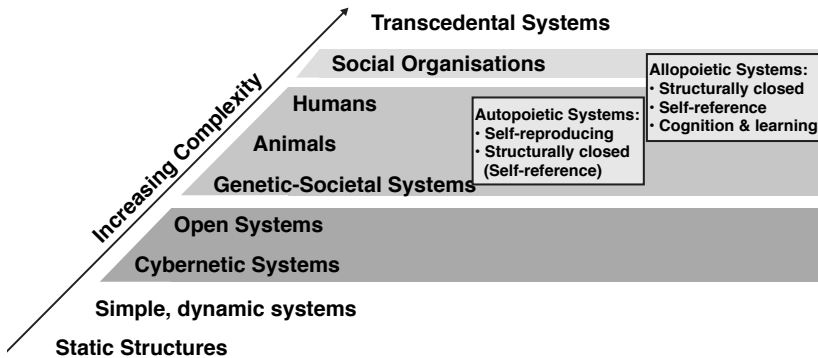 Transcedental Systems
Social Organisations
Allopoietic Systems:
• Structurally closed
• Self-reference
• Cognition & learning
Humans
Autopoietic Systems:
• Self-reproducing
• Structurally closed
(Self-reference)
Animals
Genetic-Societal Systems
Open Systems
Cybernetic Systems
Simple, dynamic systems
Static Structures
Increasing Complexity